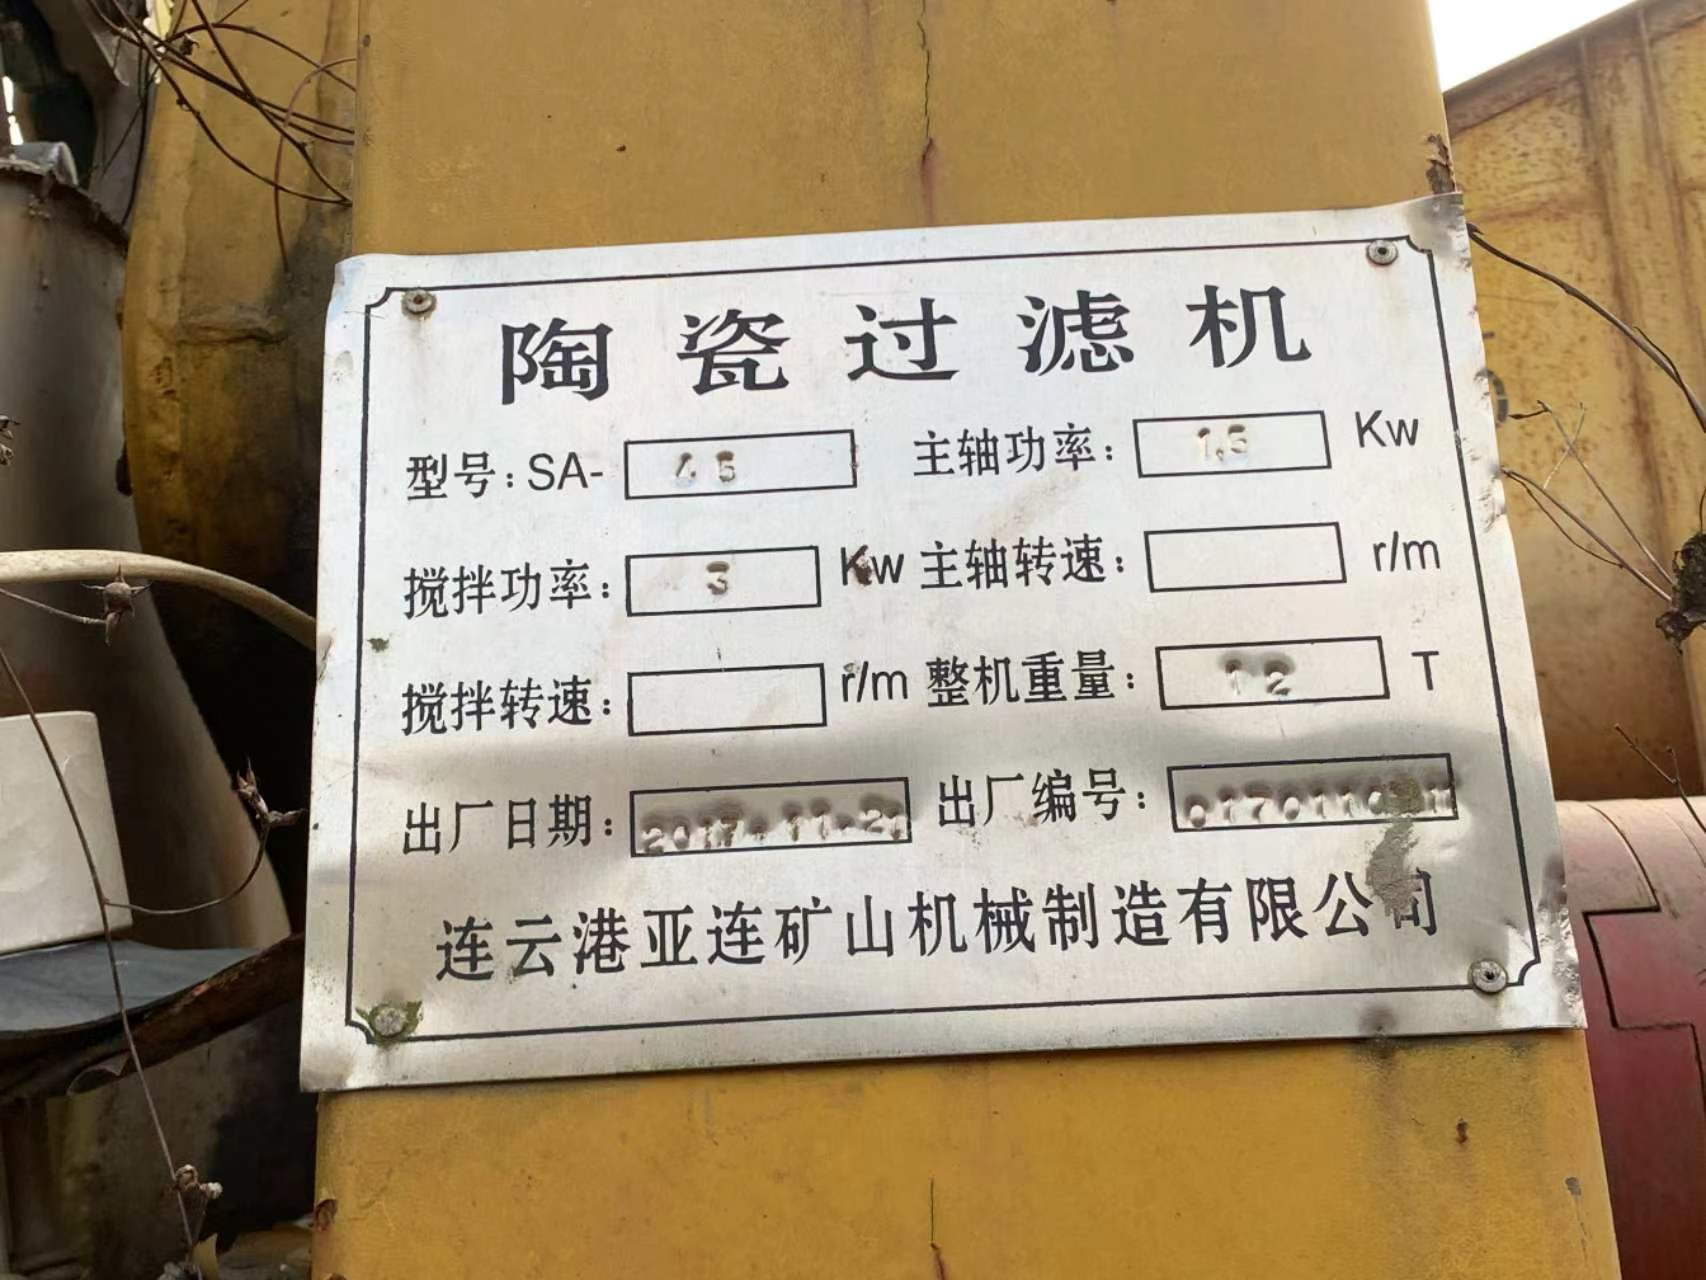 陶瓷过滤机
型号:SA- 45 主轴功率: 1.5 Kw
搅拌功率: 3 Kw 主轴转速: r/m
搅拌转速: r/m 整机重量: 12 T
出厂日期: 2017.11.21 出厂编号:
连云港亚连矿山机械制造有限公司